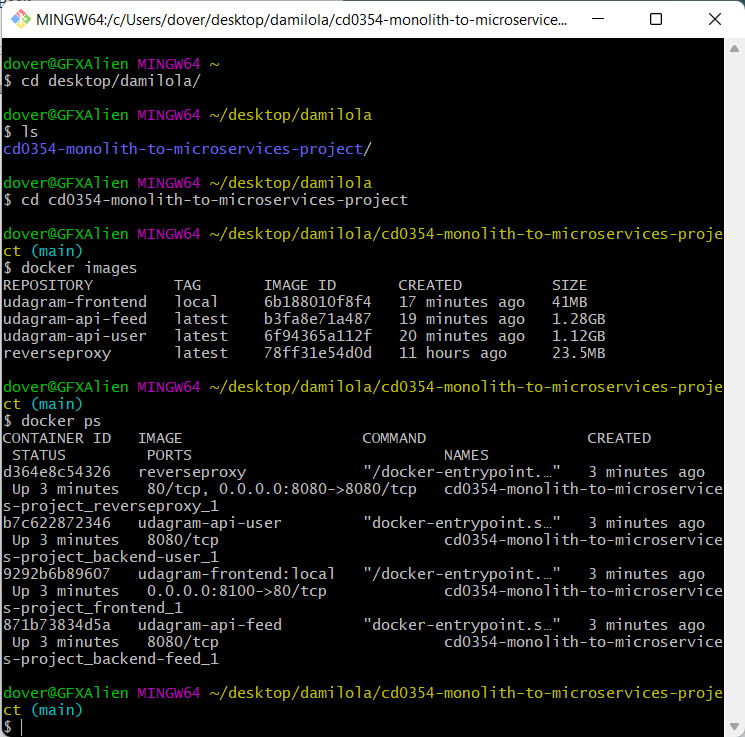 MINGW64:/c/Users/dover/desktop/damilola/cd0354-monolith-to-microservice...
dover@GFXAlien MINGW64 ~
$ cd desktop/damilola/
dover@GFXAlien MINGW64 ~/desktop/damilola
$ ls
cd0354-monolith-to-microservices-project/
dover@GFXAlien MINGW64 ~/desktop/damilola
$ cd cd0354-monolith-to-microservices-project
dover@GFXAlien MINGW64 ~/desktop/damilola/cd0354-monolith-to-microservices-proje
ct (main)
$ docker images
REPOSITORY         TAG       IMAGE ID       CREATED          SIZE
udagram-frontend   local     6b188010f8f4   17 minutes ago   41MB
udagram-api-feed   latest    b3fa8e71a487   19 minutes ago   1.28GB
udagram-api-user   latest    6f94365a112f   20 minutes ago   1.12GB
reverseproxy       latest    78ff31e54d0d   11 hours ago     23.5MB
dover@GFXAlien MINGW64 ~/desktop/damilola/cd0354-monolith-to-microservices-proje
ct (main)
$ docker ps
CONTAINER ID   IMAGE                    COMMAND                  CREATED
 STATUS         PORTS                            NAMES
d364e8c54326   reverseproxy             "/docker-entrypoint.…"   3 minutes ago
 Up 3 minutes   80/tcp, 0.0.0.0:8080->8080/tcp   cd0354-monolith-to-microservice
s-project_reverseproxy_1
b7c622872346   udagram-api-user         "docker-entrypoint.s…"   3 minutes ago
 Up 3 minutes   8080/tcp                         cd0354-monolith-to-microservice
s-project_backend-user_1
9292b6b89607   udagram-frontend:local   "/docker-entrypoint.…"   3 minutes ago
 Up 3 minutes   0.0.0.0:8100->80/tcp             cd0354-monolith-to-microservice
s-project_frontend_1
871b73834d5a   udagram-api-feed         "docker-entrypoint.s…"   3 minutes ago
 Up 3 minutes   8080/tcp                         cd0354-monolith-to-microservice
s-project_backend-feed_1
dover@GFXAlien MINGW64 ~/desktop/damilola/cd0354-monolith-to-microservices-proje
ct (main)
$